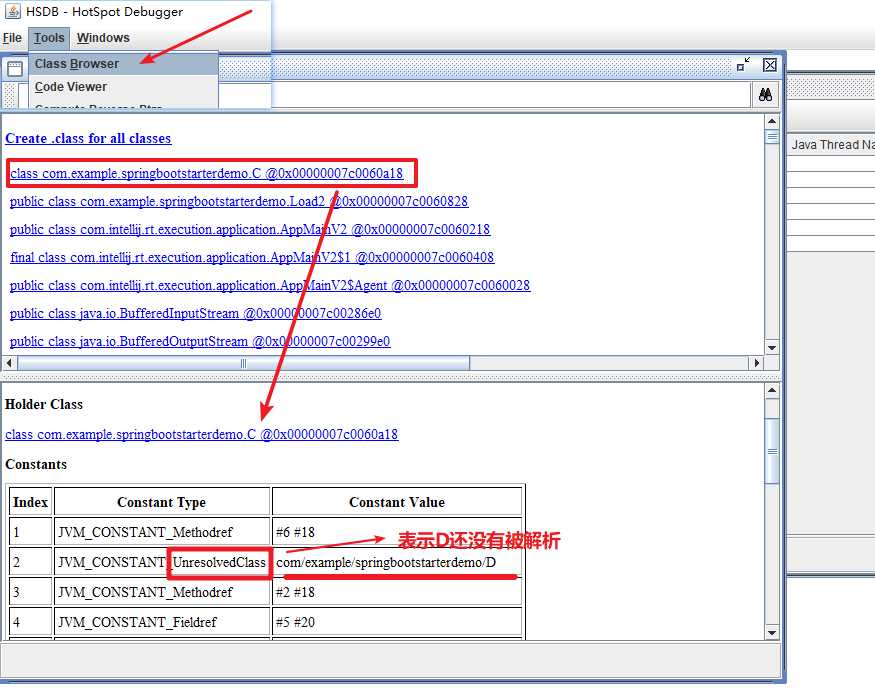 HSDB - HotSpot Debugger
File Tools Windows
Class Browser
Code Viewer
Java Thread Na
Create .class for all classes
class com.example.springbootstarterdemo.C @0x00000007c0060a18
public class com.example.springbootstarterdemo.Load2 @0x00000007c0060828
public class com.intellij.rt.execution.application.AppMainV2 @0x00000007c0060218
final class com.intellij.rt.execution.application.AppMainV2$1 @0x00000007c0060408
public class com.intellij.rt.execution.application.AppMainV2$Agent @0x00000007c0060028
public class java.io.BufferedInputStream @0x00000007c00286e0
public class java.io.BufferedOutputStream @0x00000007c00299e0
Holder Class
class com.example.springbootstarterdemo.C @0x00000007c0060a18
Constants
Index Constant Type Constant Value
1 JVM_CONSTANT_Methodref #6 #18
表示D还没有被解析
2 JVM_CONSTANT_UnresolvedClass com/example/springbootstarterdemo/D
3 JVM_CONSTANT_Methodref #2 #18
4 JVM_CONSTANT_Fieldref #5 #20